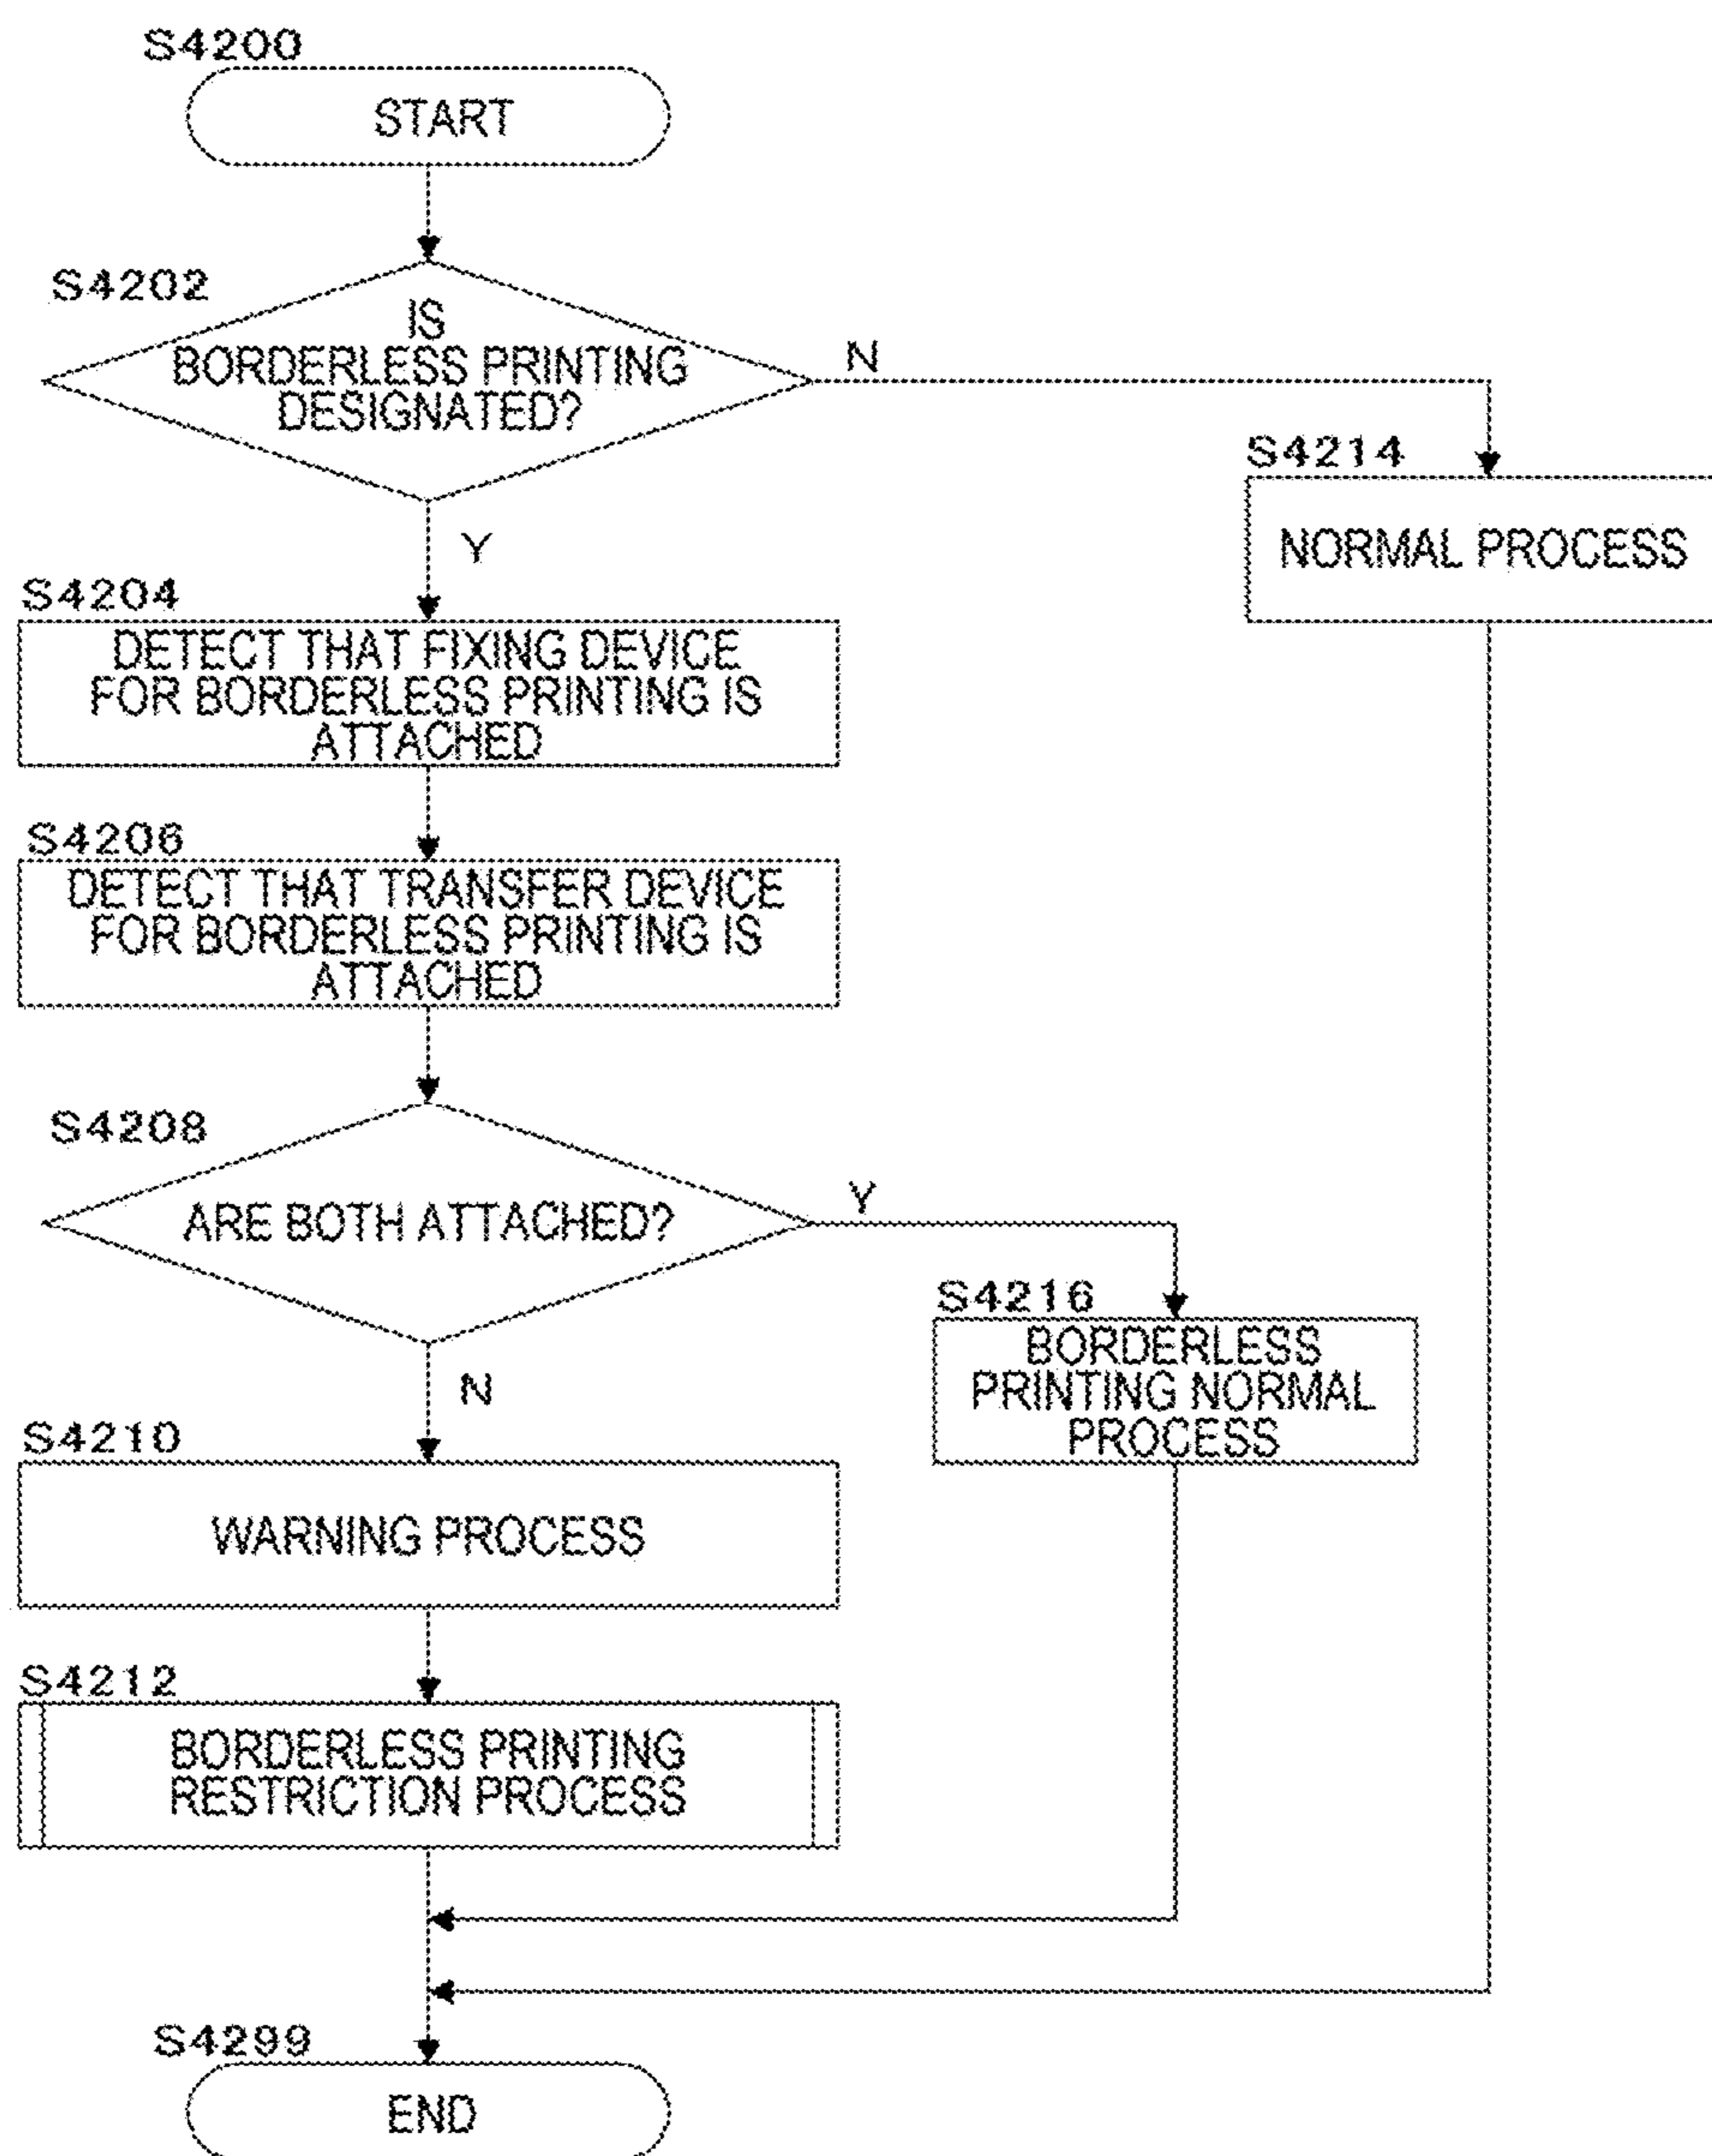 S4200
START
S4202
IS
BORDERLESS PRINTING
DESIGNATED?
N
S4214
NORMAL PROCESS
Y
S4204
DETECT THAT FIXING DEVICE
FOR BORDERLESS PRINTING IS
ATTACHED
S4206
DETECT THAT TRANSFER DEVICE
FOR BORDERLESS PRINTING IS
ATTACHED
S4208
ARE BOTH ATTACHED?
Y
S4216
BORDERLESS
PRINTING NORMAL
PROCESS
N
S4210
WARNING PROCESS
S4212
BORDERLESS PRINTING
RESTRICTION PROCESS
S4299
END